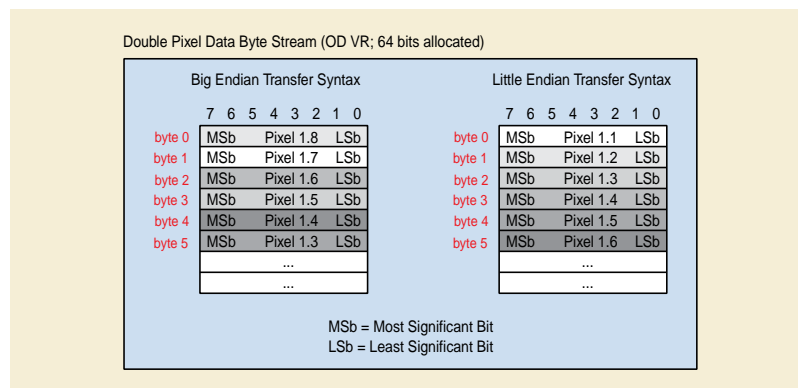 Double Pixel Data Byte Stream (OD VR; 64 bits allocated)
Big Endian Transfer Syntax
7 6 5 4 3 2 1 0
byte 0 MSb Pixel 1.8 LSb
byte 1 MSb Pixel 1.7 LSb
byte 2 MSb Pixel 1.6 LSb
byte 3 MSb Pixel 1.5 LSb
byte 4 MSb Pixel 1.4 LSb
byte 5 MSb Pixel 1.3 LSb
...
...
Little Endian Transfer Syntax
7 6 5 4 3 2 1 0
byte 0 MSb Pixel 1.1 LSb
byte 1 MSb Pixel 1.2 LSb
byte 2 MSb Pixel 1.3 LSb
byte 3 MSb Pixel 1.4 LSb
byte 4 MSb Pixel 1.5 LSb
byte 5 MSb Pixel 1.6 LSb
...
...
MSb = Most Significant Bit
LSb = Least Significant Bit